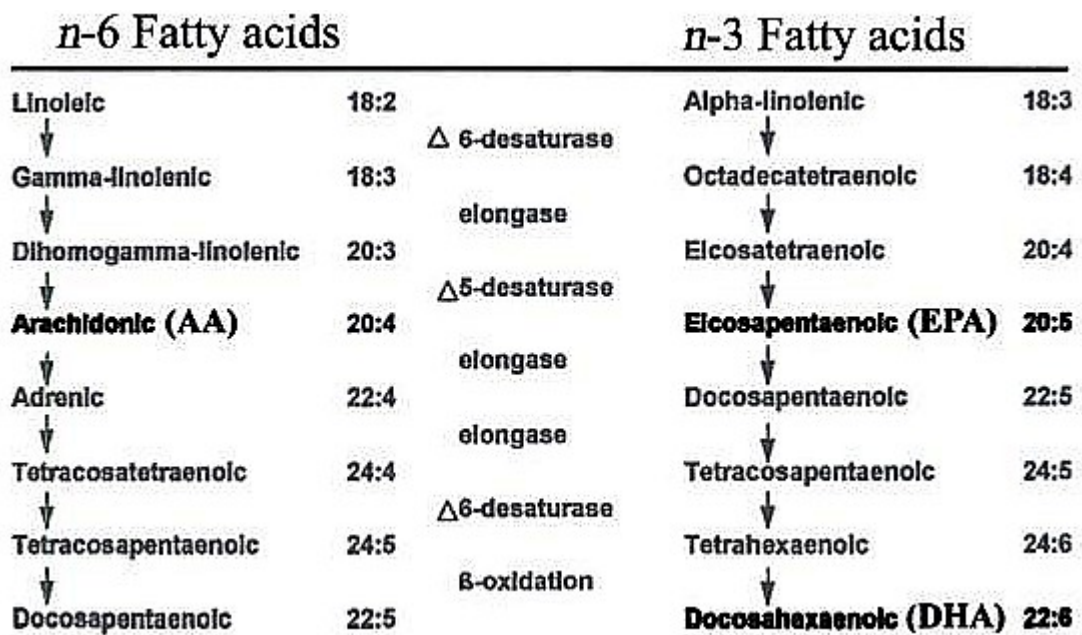 n-6 Fatty acids n-3 Fatty acids
Linoleic 18:2 Alpha-linolenic 18:3
Δ 6-desaturase
Gamma-linolenic 18:3 Octadecatetraenoic 18:4
elongase
Dihomogamma-linolenic 20:3 Eicosatetraenoic 20:4
Δ5-desaturase
Arachidonic (AA) 20:4 Eicosapentaenoic (EPA) 20:5
elongase
Adrenic 22:4 Docosapentaenoic 22:5
elongase
Tetracosatetraenoic 24:4 Tetracosapentaenoic 24:5
Δ6-desaturase
Tetracosapentaenoic 24:5 Tetrahexaenoic 24:6
ß-oxidation
Docosapentaenoic 22:5 Docosahexaenoic (DHA) 22:6